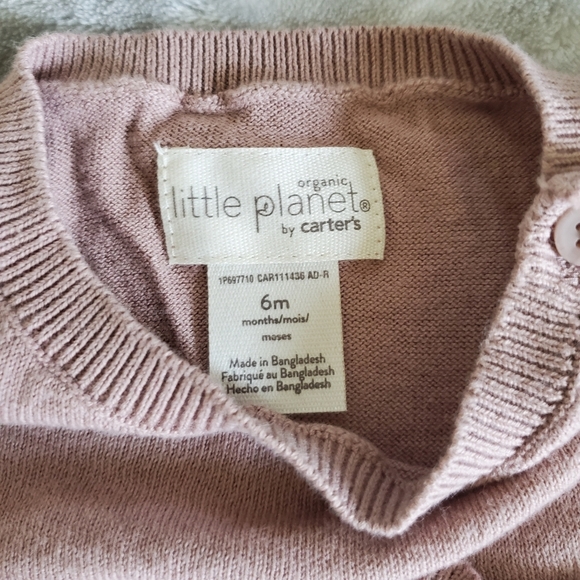 organic
little planet®
by carter's
1P697710 CAR111436 AD-R
6m
months/mois/
meses
Made in Bangladesh
Fabriqué au Bangladesh
Hecho en Bangladesh